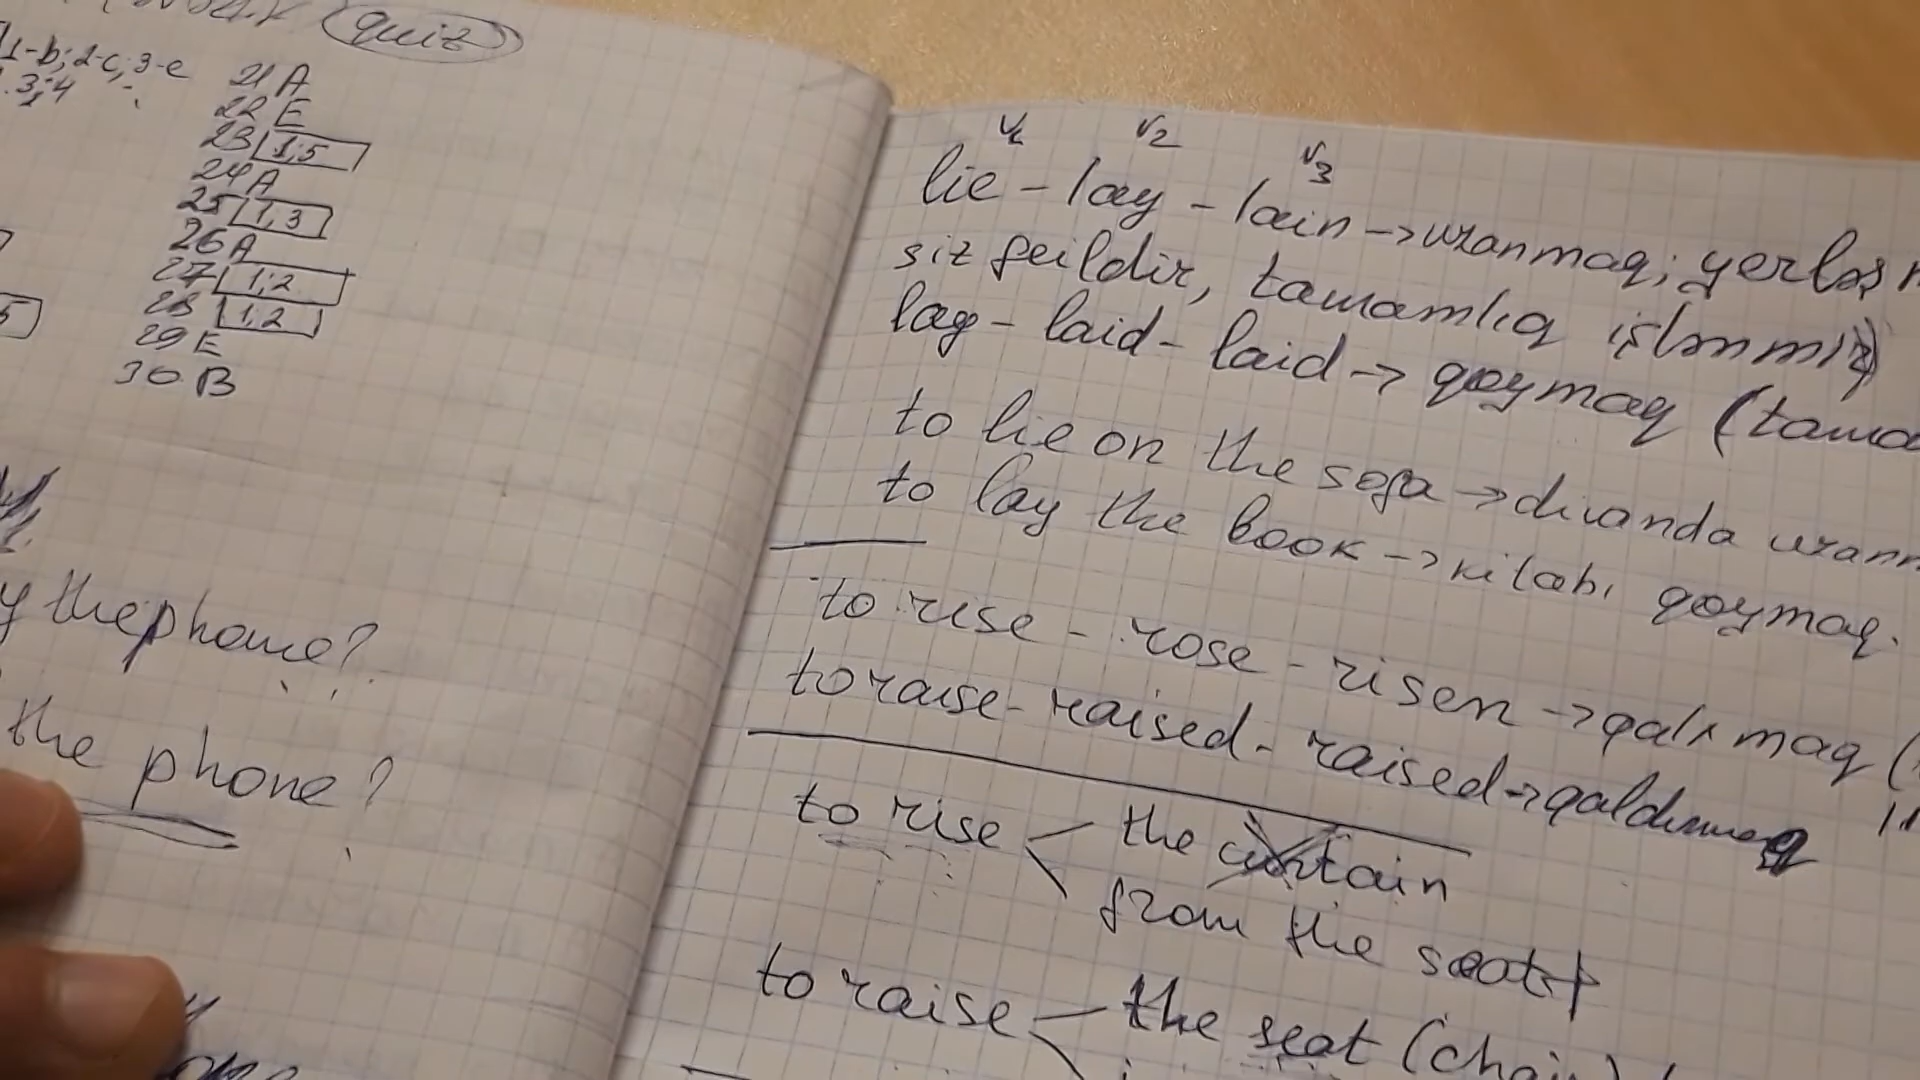 quiz
1-b; 2-c; 3-e
3; 4
21 A
22 E
23 1; 5
24 A
25 1, 3
26 A
27 1; 2
28 1, 2
29 E
30 B
5
the phone?
the phone?
V1 V2 V3
lie - lay - lain → uzanmaq; yerləş
siz feildir, tamamlıq işlənmir)
lay - laid - laid → qoymaq (tama
to lie on the sofa → divanda uzanm
to lay the book → kitabı qoymaq.
to rise - rose - risen → qalxmaq (
to raise - raised - raised → qaldırmaq
to rise < the curtain
from the seat
to raise < the seat (chair)